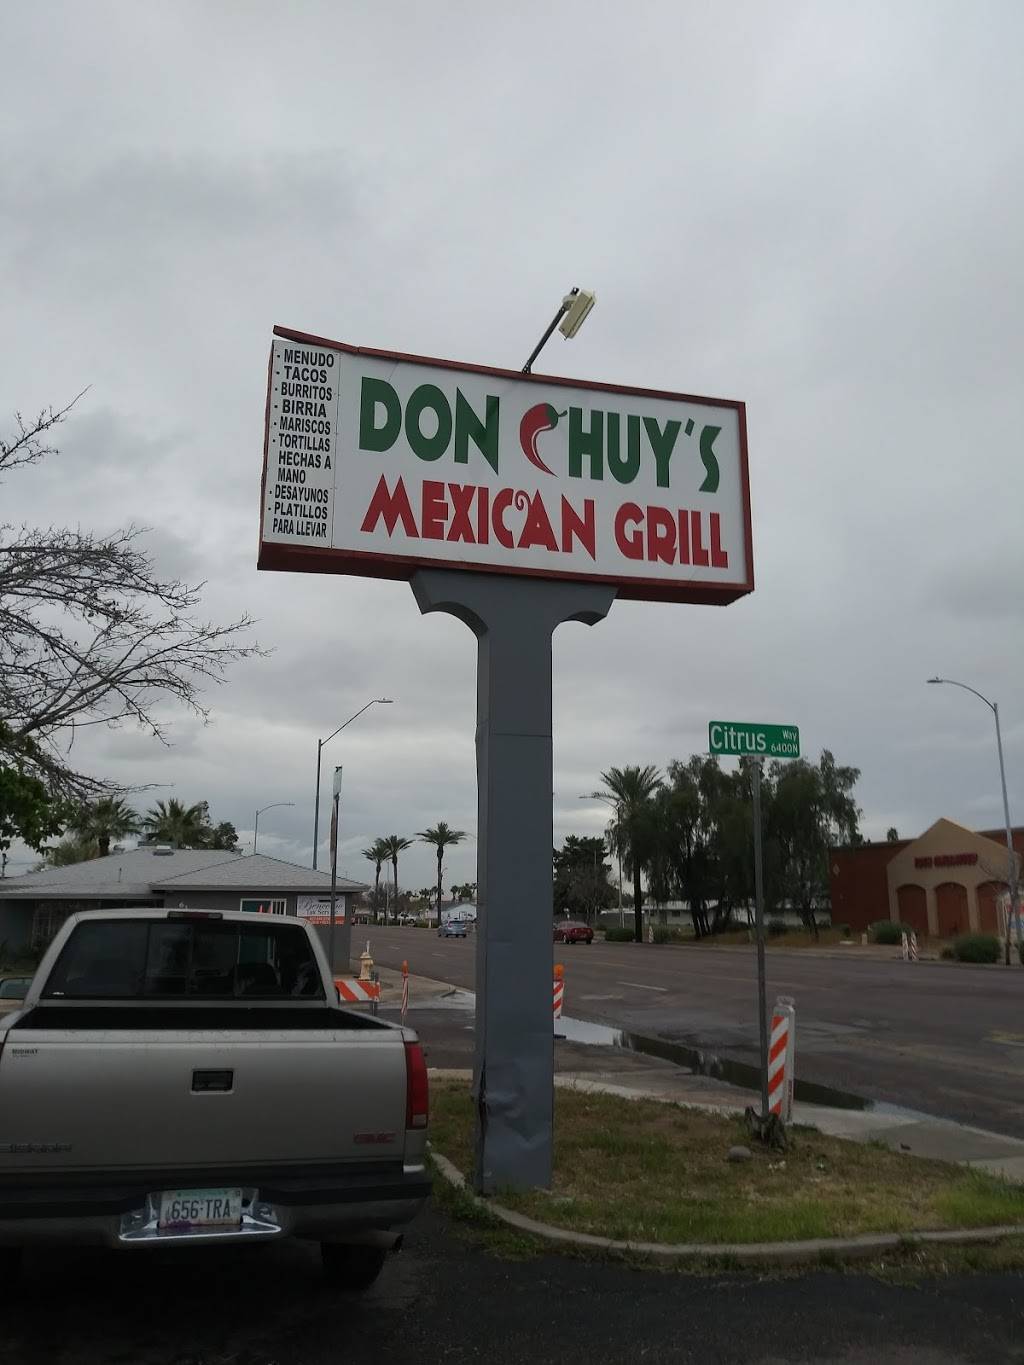 - MENUDO
- TACOS
- BURRITOS
- BIRRIA
- MARISCOS
- TORTILLAS
HECHAS A
MANO
- DESAYUNOS
- PLATILLOS
PARA LLEVAR
DON CHUY'S
MEXICAN GRILL
Citrus Way
6400N
MIDWAY
GMC
656·TRA